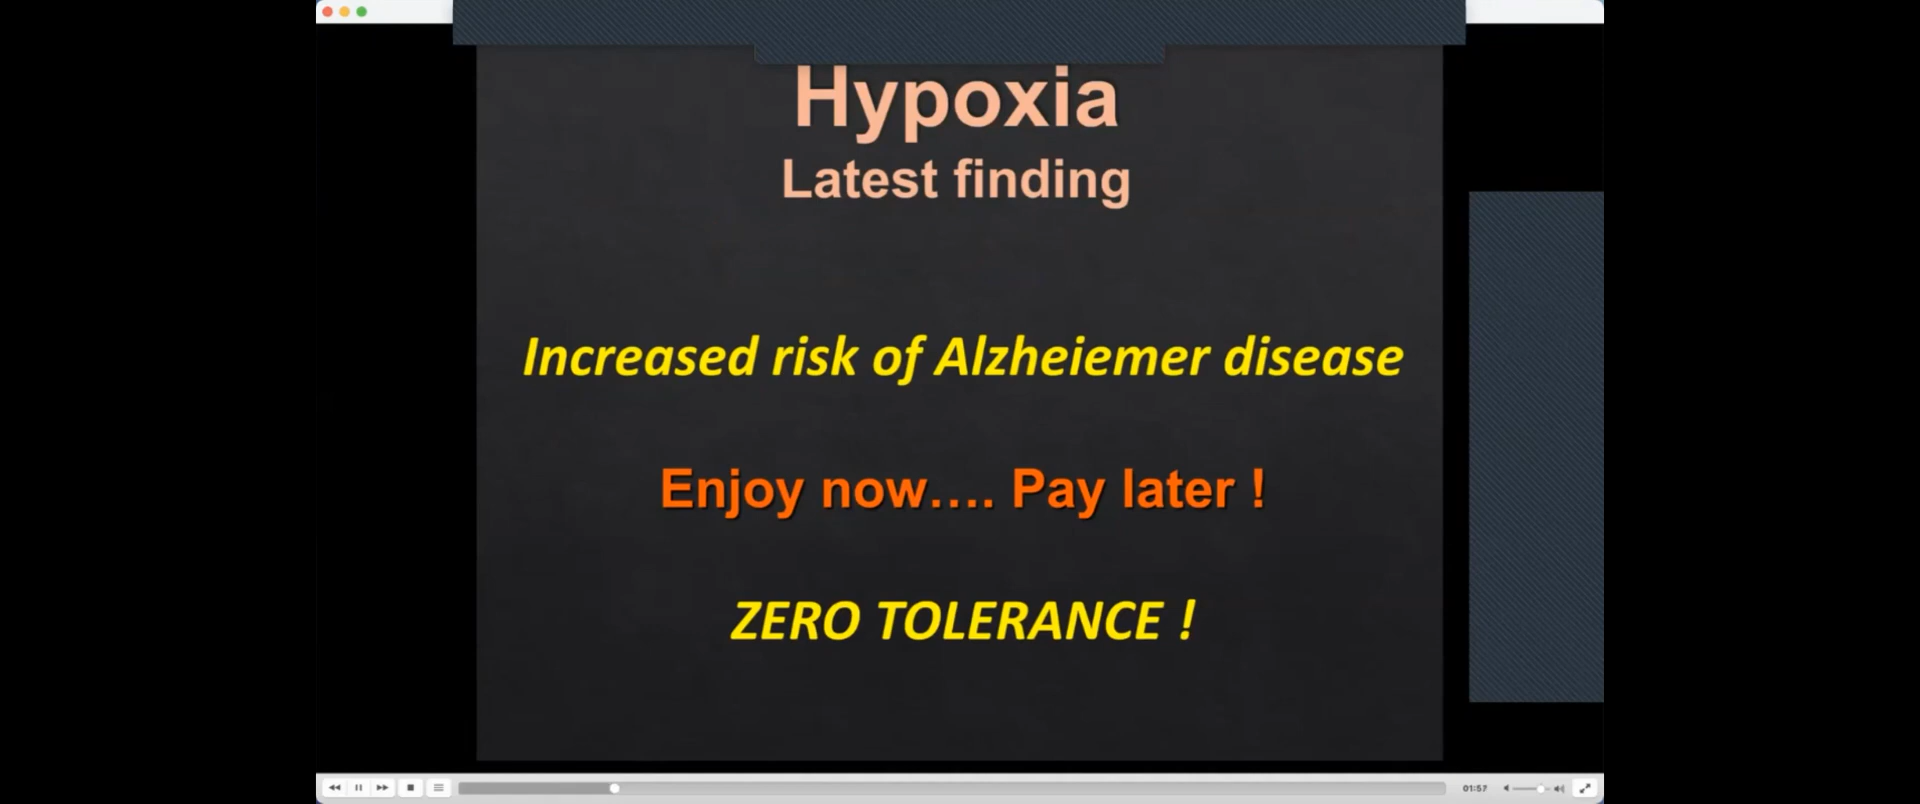 Hypoxia
Latest finding
Increased risk of Alzheiemer disease
Enjoy now.... Pay later !
ZERO TOLERANCE !